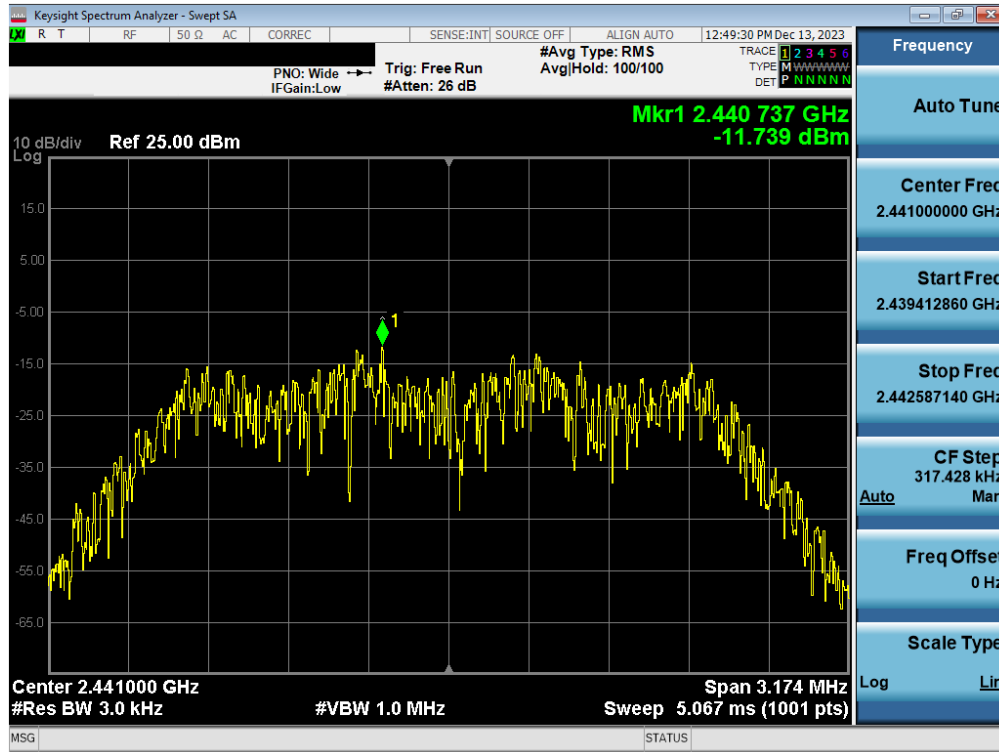 Keysight Spectrum Analyzer - Swept SA
LXI R T RF 50 Ω AC CORREC SENSE:INT SOURCE OFF ALIGN AUTO 12:49:30 PM Dec 13, 2023
PNO: Wide Trig: Free Run #Avg Type: RMS TRACE 1 2 3 4 5 6
IFGain:Low #Atten: 26 dB Avg|Hold: 100/100 TYPE M WWWWW
DET P N N N N N
Mkr1 2.440 737 GHz
-11.739 dBm
10 dB/div Ref 25.00 dBm
Log
15.0
5.00
-5.00
1
-15.0
-25.0
-35.0
-45.0
-55.0
-65.0
Center 2.441000 GHz Span 3.174 MHz
#Res BW 3.0 kHz #VBW 1.0 MHz Sweep 5.067 ms (1001 pts)
MSG STATUS
Frequency
Auto Tune
Center Freq
2.441000000 GHz
Start Freq
2.439412860 GHz
Stop Freq
2.442587140 GHz
CF Step
317.428 kHz
Auto Man
Freq Offset
0 Hz
Scale Type
Log Lin